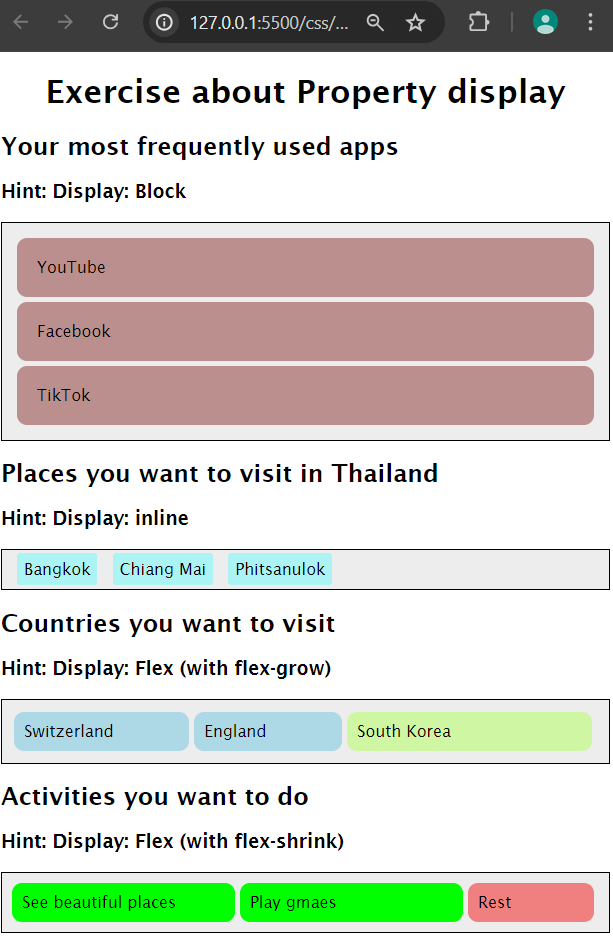 127.0.0.1:5500/css/...
Exercise about Property display
Your most frequently used apps
Hint: Display: Block
YouTube
Facebook
TikTok
Places you want to visit in Thailand
Hint: Display: inline
Bangkok Chiang Mai Phitsanulok
Countries you want to visit
Hint: Display: Flex (with flex-grow)
Switzerland England South Korea
Activities you want to do
Hint: Display: Flex (with flex-shrink)
See beautiful places Play gmaes Rest